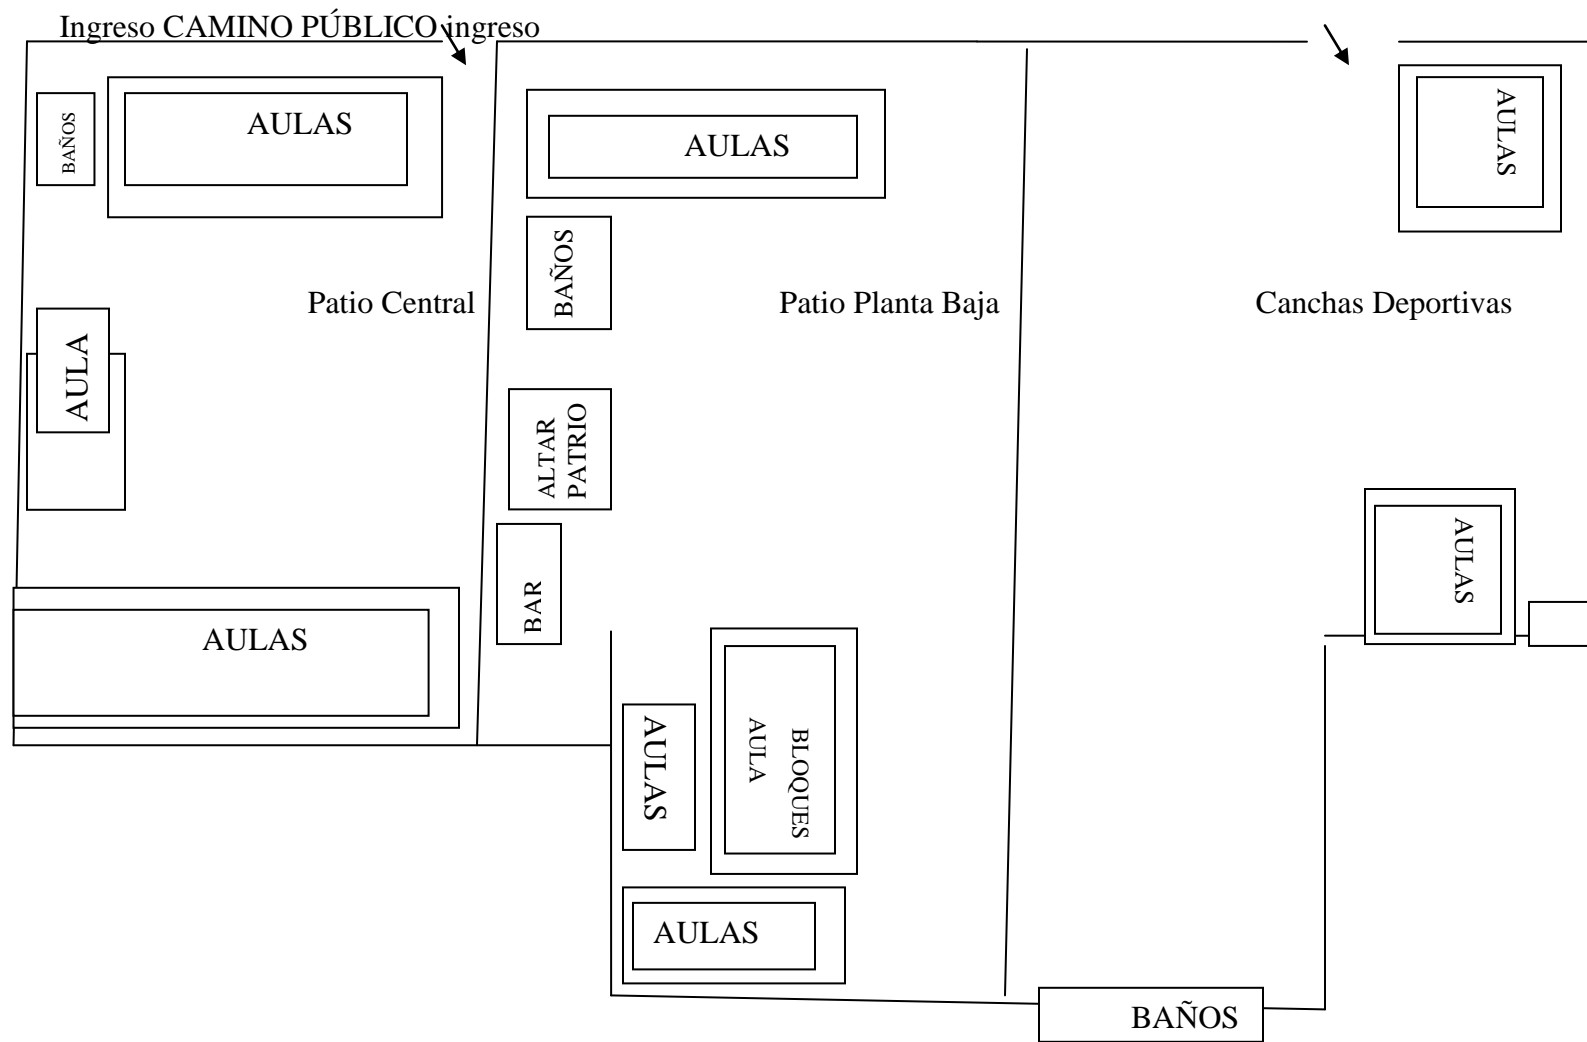 Ingreso CAMINO PÚBLICO ingreso
BAÑOS
AULAS
AULAS
AULAS
BAÑOS
Patio Central
Patio Planta Baja
Canchas Deportivas
AULA
ALTAR
PATRIO
BAR
AULAS
AULAS
AULAS
AULA
BLOQUES
AULAS
BAÑOS